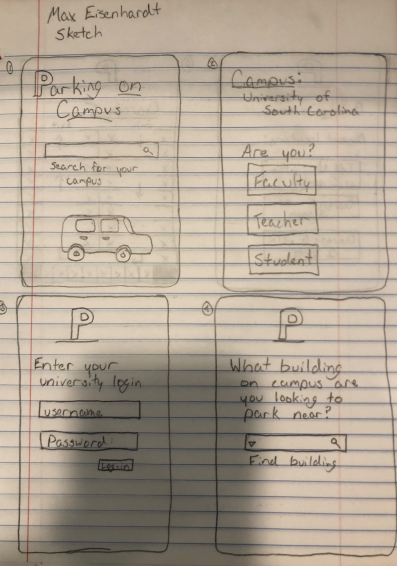 Max Eisenhardt
Sketch
①
Parking on
Campus
Search for your
campus
②
Campus:
University of
South Carolina
Are you?
Faculty
Teacher
Student
③
P
Enter your
university login
username
Password:
Login
④
P
What building
on campus are
you looking to
park near?
Find building